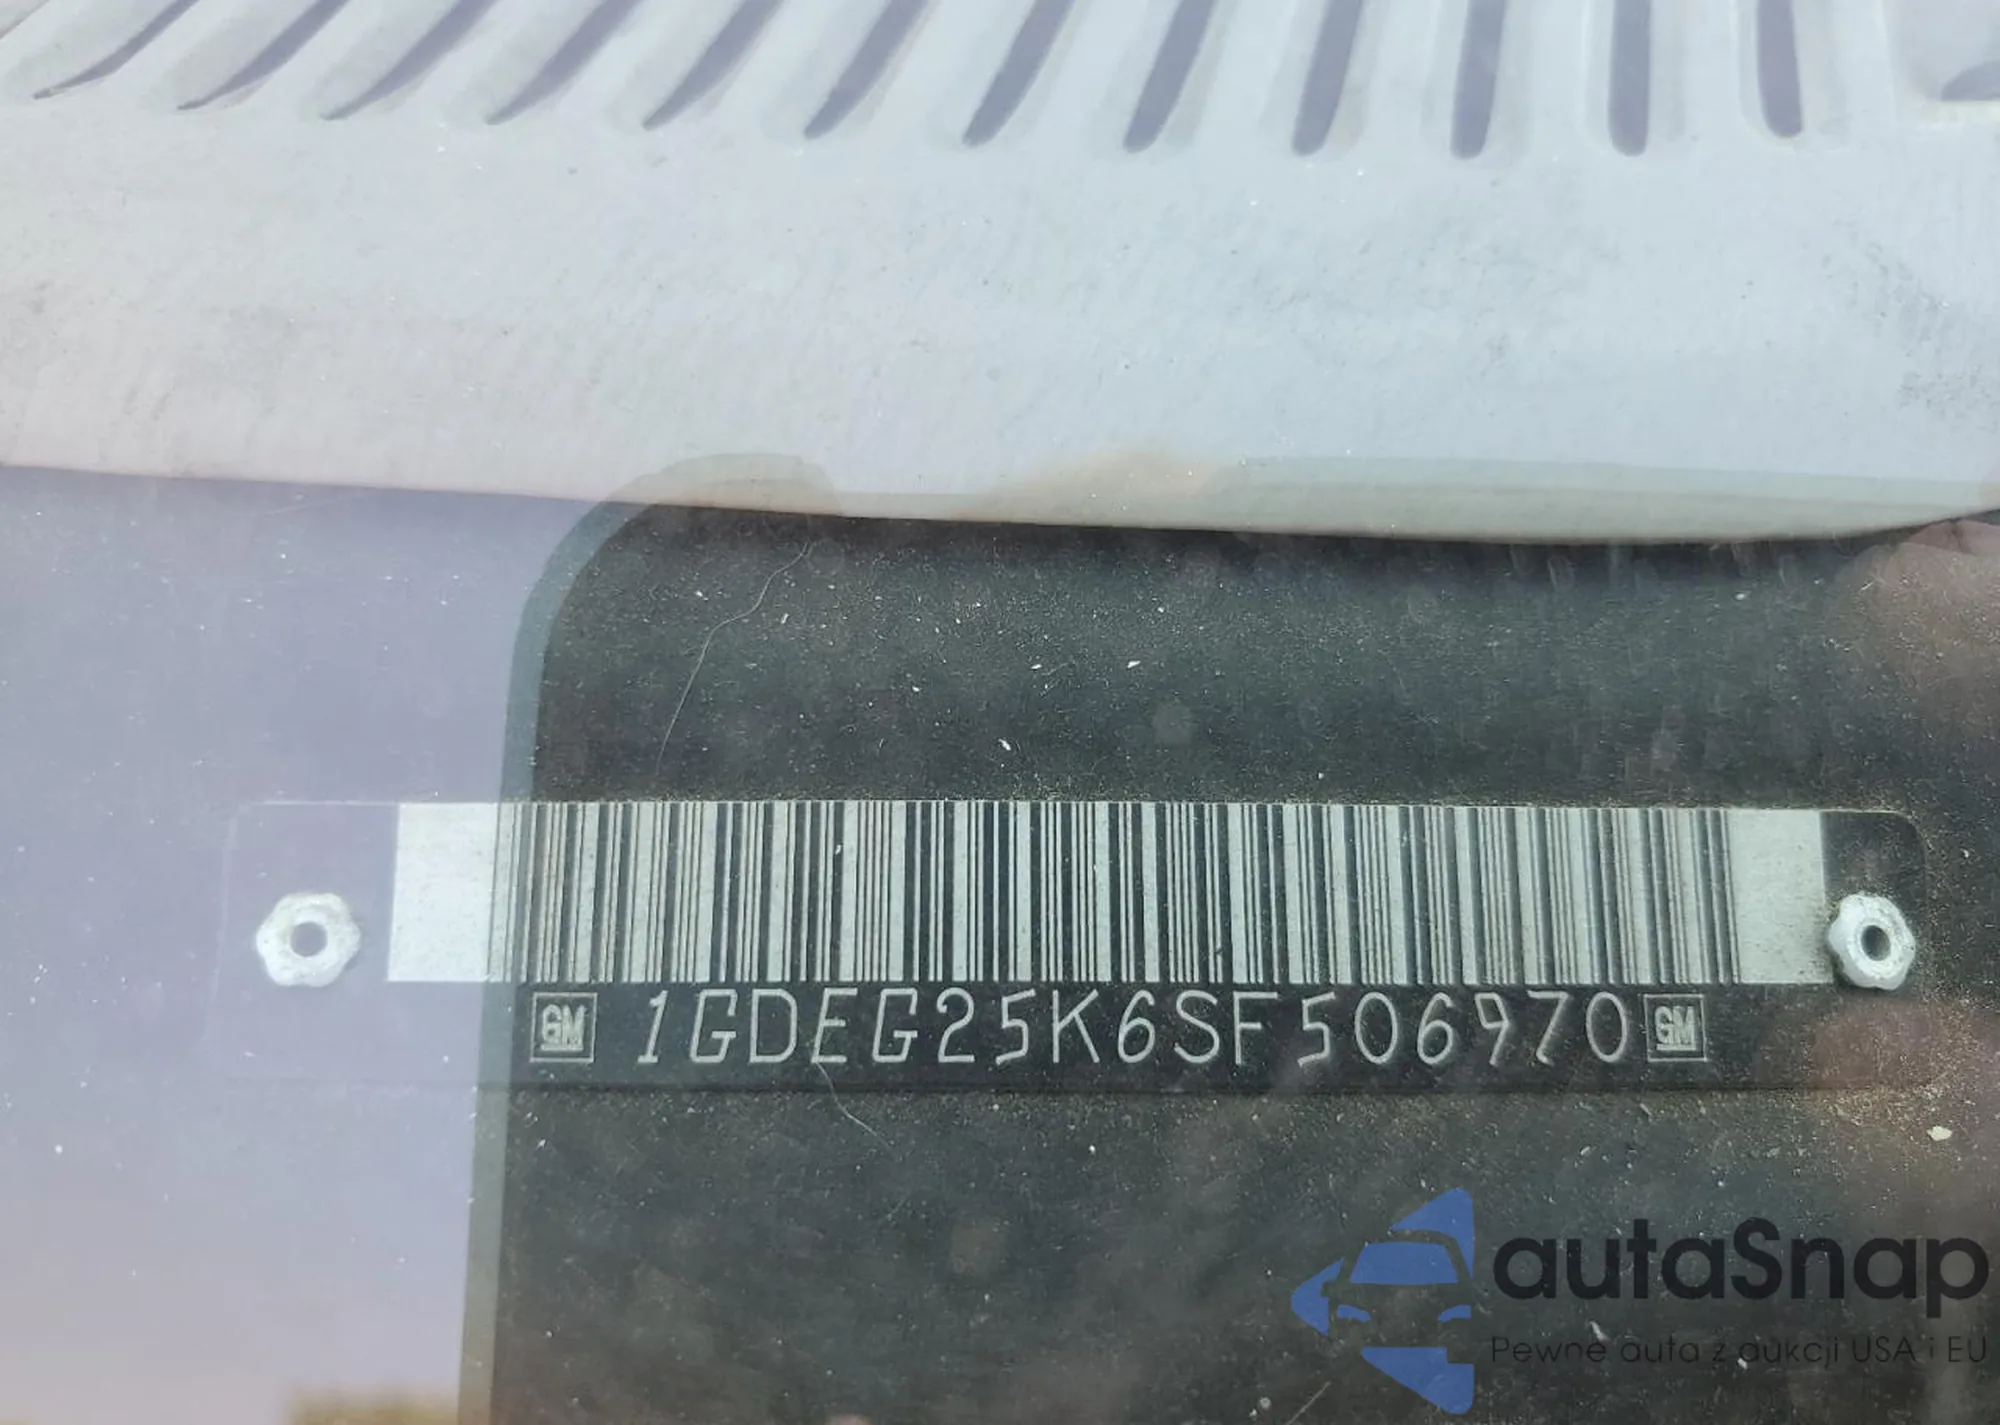 GM 1GDEG25K6SF506970 GM
autaSnap
Pewne auta z aukcji USA i EU